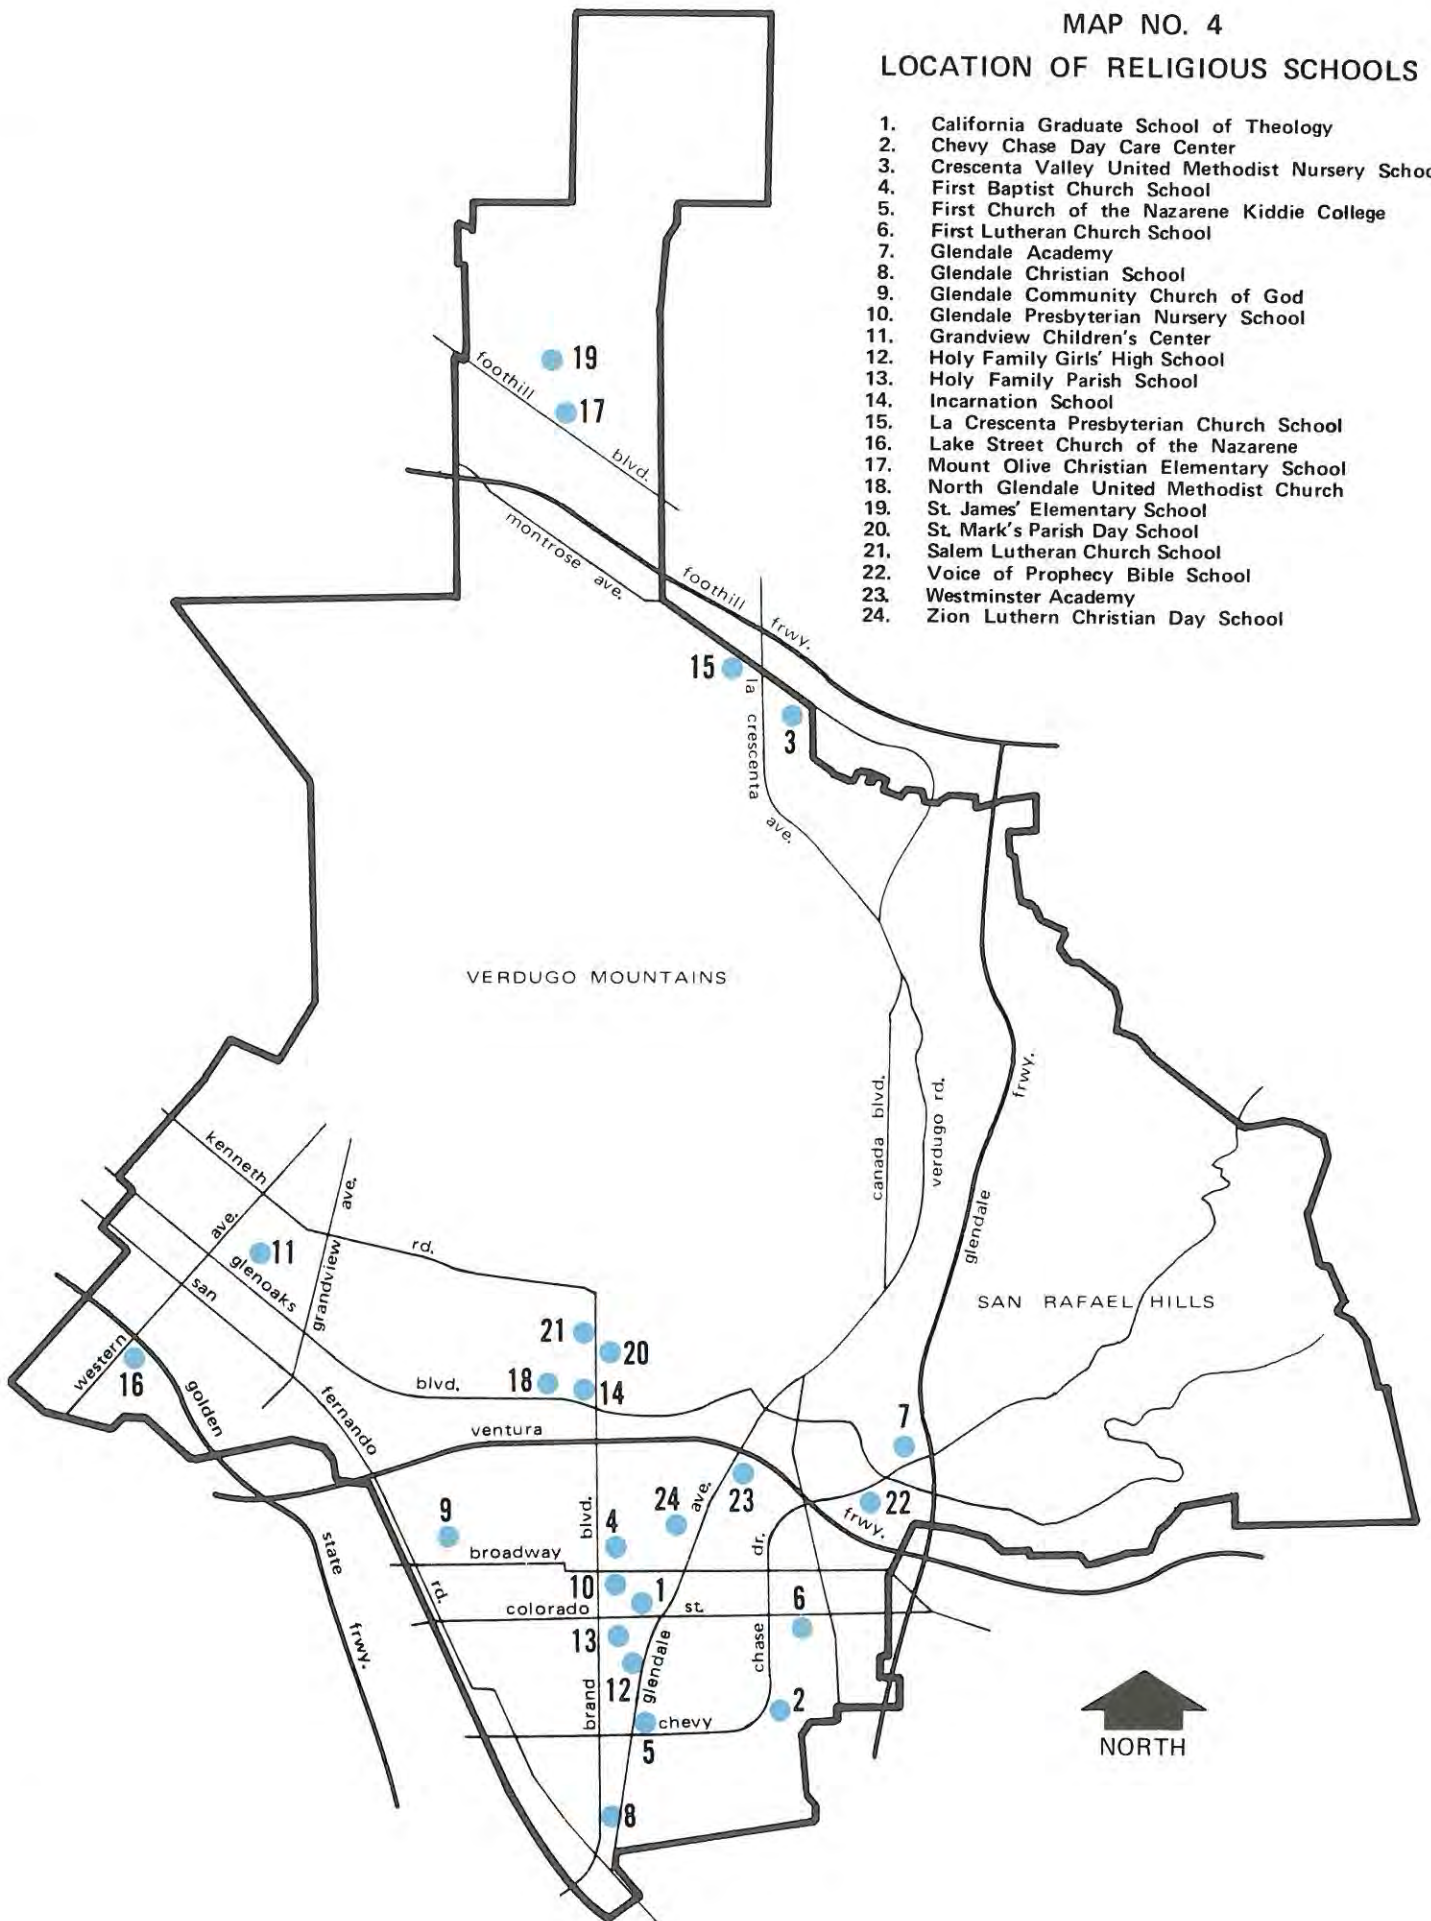 MAP NO. 4
LOCATION OF RELIGIOUS SCHOOLS
1. California Graduate School of Theology
2. Chevy Chase Day Care Center
3. Crescenta Valley United Methodist Nursery Schoo
4. First Baptist Church School
5. First Church of the Nazarene Kiddie College
6. First Lutheran Church School
7. Glendale Academy
8. Glendale Christian School
9. Glendale Community Church of God
10. Glendale Presbyterian Nursery School
11. Grandview Children's Center
12. Holy Family Girls' High School
13. Holy Family Parish School
14. Incarnation School
15. La Crescenta Presbyterian Church School
16. Lake Street Church of the Nazarene
17. Mount Olive Christian Elementary School
18. North Glendale United Methodist Church
19. St. James' Elementary School
20. St. Mark's Parish Day School
21. Salem Lutheran Church School
22. Voice of Prophecy Bible School
23. Westminster Academy
24. Zion Luthern Christian Day School
19
foothill
17
blvd.
montrose ave.
foothill
frwy.
15
la crescenta
ave.
3
VERDUGO MOUNTAINS
canada blvd.
verdugo rd.
frwy.
glendale
kenneth
rd.
ave.
ave.
grandview
11
glenoaks
san
SAN RAFAEL HILLS
21
20
western
16
golden
fernando
blvd.
18
14
ventura
7
9
blvd.
4
24
ave.
23
22
frwy.
dr.
state
broadway
rd.
10
1
colorado
st.
6
frwy.
13
12
glendale
chase
2
brand
chevy
5
NORTH
8